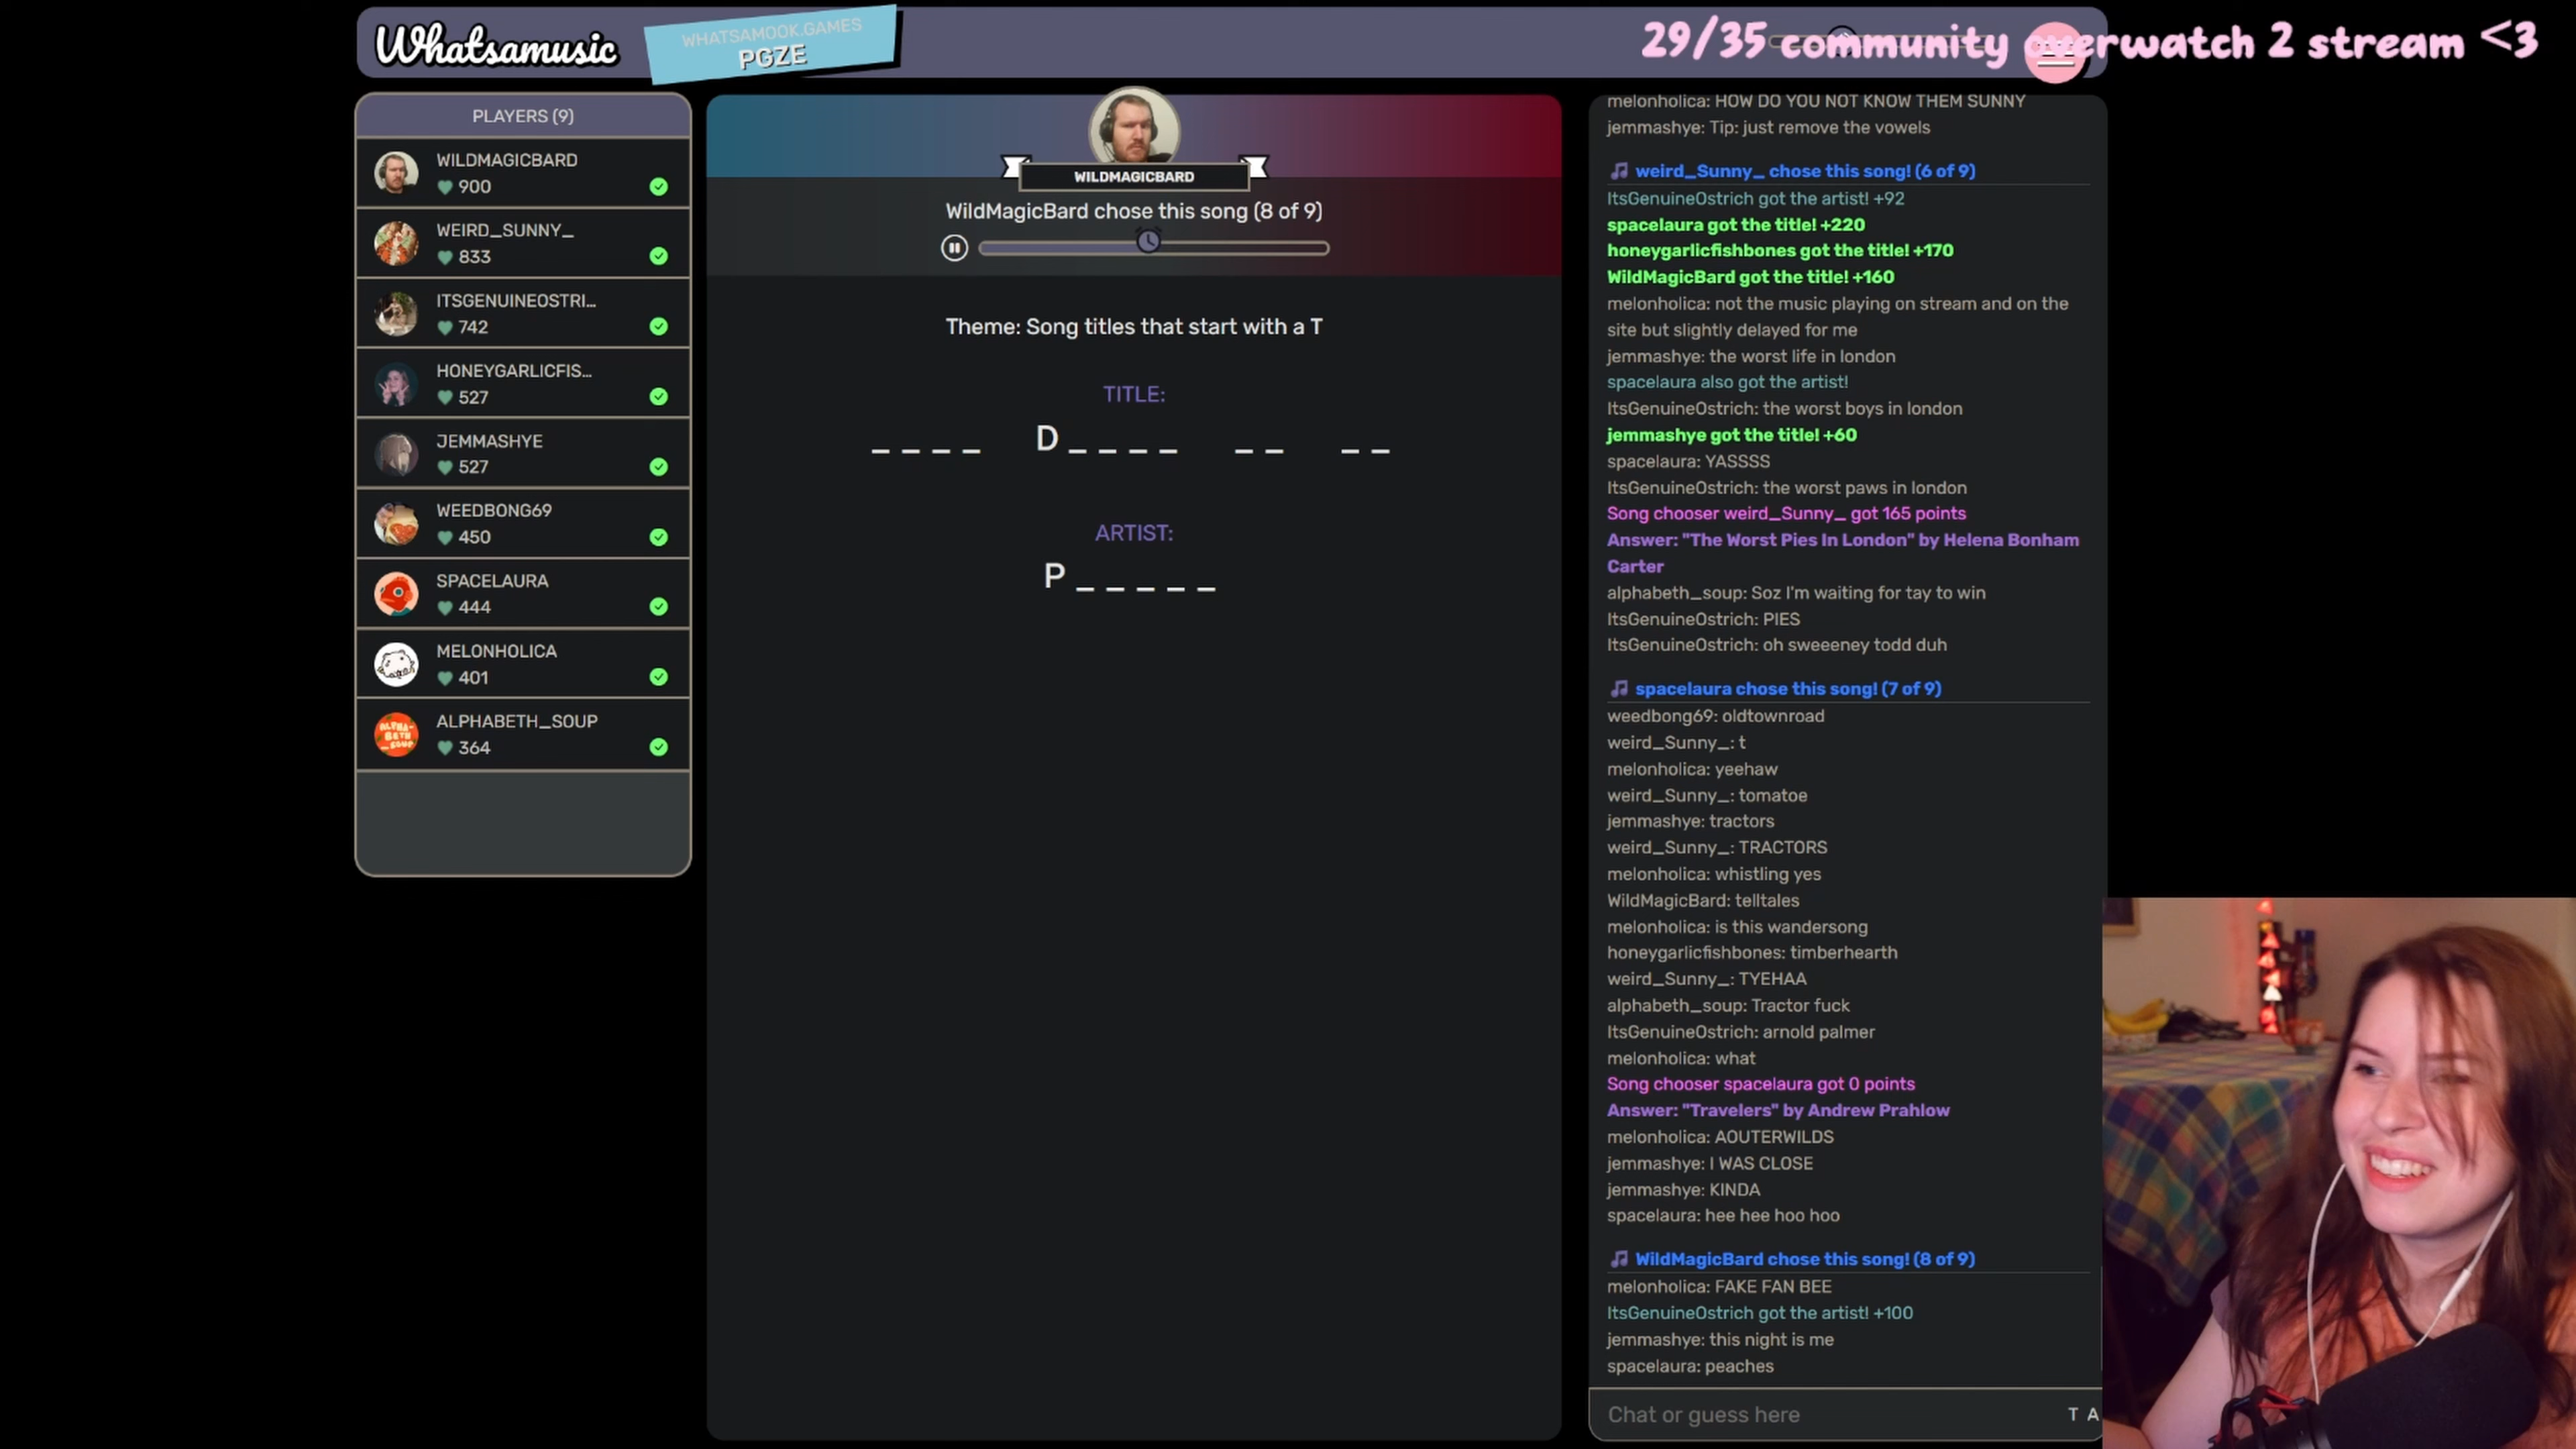 Whatsamusic
WHATSAMOOK.GAMES
PGZE
29/35 community overwatch 2 stream <3
PLAYERS (9)
WILDMAGICBARD
900
WEIRD_SUNNY_
833
ITSGENUINEOSTRI...
742
HONEYGARLICFIS...
527
JEMMASHYE
527
WEEDBONG69
450
SPACELAURA
444
MELONHOLICA
401
ALPHABETH_SOUP
364
WILDMAGICBARD
WildMagicBard chose this song (8 of 9)
Theme: Song titles that start with a T
TITLE:
_ _ _ _ D _ _ _ _ _ _ _ _
ARTIST:
P _ _ _ _ _
melonholica: HOW DO YOU NOT KNOW THEM SUNNY
jemmashye: Tip: just remove the vowels
weird_Sunny_ chose this song! (6 of 9)
ItsGenuineOstrich got the artist! +92
spacelaura got the title! +220
honeygarlicfishbones got the title! +170
WildMagicBard got the title! +160
melonholica: not the music playing on stream and on the
site but slightly delayed for me
jemmashye: the worst life in london
spacelaura also got the artist!
ItsGenuineOstrich: the worst boys in london
jemmashye got the title! +60
spacelaura: YASSSS
ItsGenuineOstrich: the worst paws in london
Song chooser weird_Sunny_ got 165 points
Answer: "The Worst Pies In London" by Helena Bonham
Carter
alphabeth_soup: Soz I'm waiting for tay to win
ItsGenuineOstrich: PIES
ItsGenuineOstrich: oh sweeeney todd duh
spacelaura chose this song! (7 of 9)
weedbong69: oldtownroad
weird_Sunny_: t
melonholica: yeehaw
weird_Sunny_: tomatoe
jemmashye: tractors
weird_Sunny_: TRACTORS
melonholica: whistling yes
WildMagicBard: telltales
melonholica: is this wandersong
honeygarlicfishbones: timberhearth
weird_Sunny_: TYEHAA
alphabeth_soup: Tractor fuck
ItsGenuineOstrich: arnold palmer
melonholica: what
Song chooser spacelaura got 0 points
Answer: "Travelers" by Andrew Prahlow
melonholica: AOUTERWILDS
jemmashye: I WAS CLOSE
jemmashye: KINDA
spacelaura: hee hee hoo hoo
WildMagicBard chose this song! (8 of 9)
melonholica: FAKE FAN BEE
ItsGenuineOstrich got the artist! +100
jemmashye: this night is me
spacelaura: peaches
Chat or guess here
T A